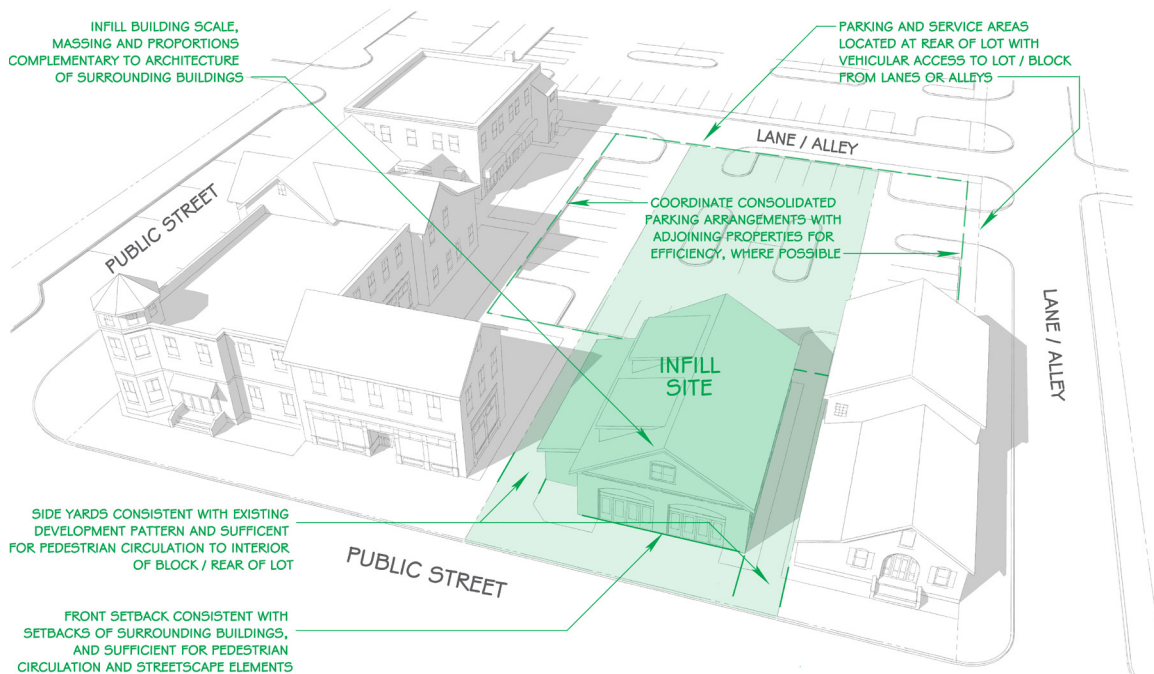 INFILL BUILDING SCALE,
MASSING AND PROPORTIONS
COMPLEMENTARY TO ARCHITECTURE
OF SURROUNDING BUILDINGS
PARKING AND SERVICE AREAS
LOCATED AT REAR OF LOT WITH
VEHICULAR ACCESS TO LOT / BLOCK
FROM LANES OR ALLEYS
LANE / ALLEY
PUBLIC STREET
COORDINATE CONSOLIDATED
PARKING ARRANGEMENTS WITH
ADJOINING PROPERTIES FOR
EFFICIENCY, WHERE POSSIBLE
LANE / ALLEY
INFILL
SITE
SIDE YARDS CONSISTENT WITH EXISTING
DEVELOPMENT PATTERN AND SUFFICENT
FOR PEDESTRIAN CIRCULATION TO INTERIOR
OF BLOCK / REAR OF LOT
PUBLIC STREET
FRONT SETBACK CONSISTENT WITH
SETBACKS OF SURROUNDING BUILDINGS,
AND SUFFICIENT FOR PEDESTRIAN
CIRCULATION AND STREETSCAPE ELEMENTS